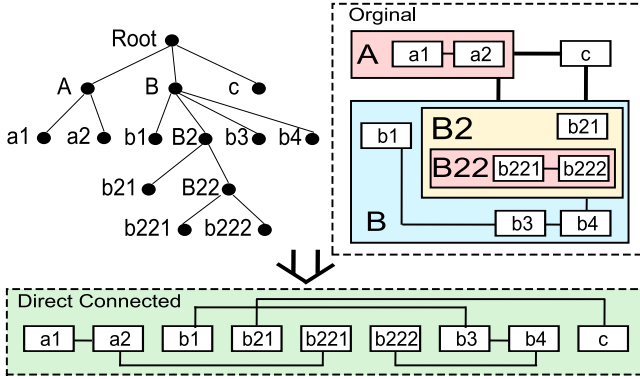 Orginal
Root
A a1 a2 c
A B c
a1 a2 b1 B2 b3 b4
b1 B2 b21
B22 b221 b222
b21 B22
B b3 b4
b221 b222
Direct Connected
a1 a2 b1 b21 b221 b222 b3 b4 c